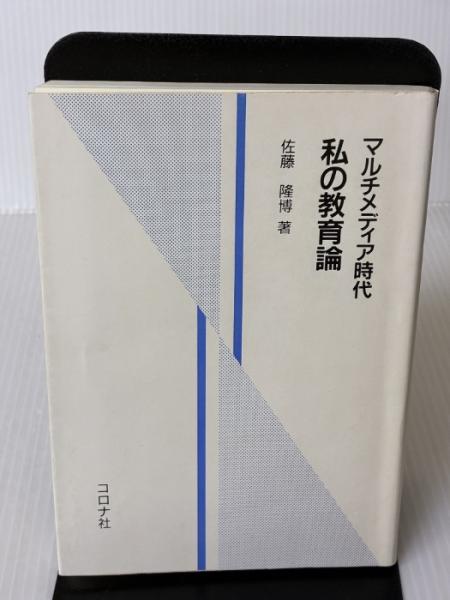 マルチメディア時代
私の教育論
佐藤 隆博 著
コロナ社